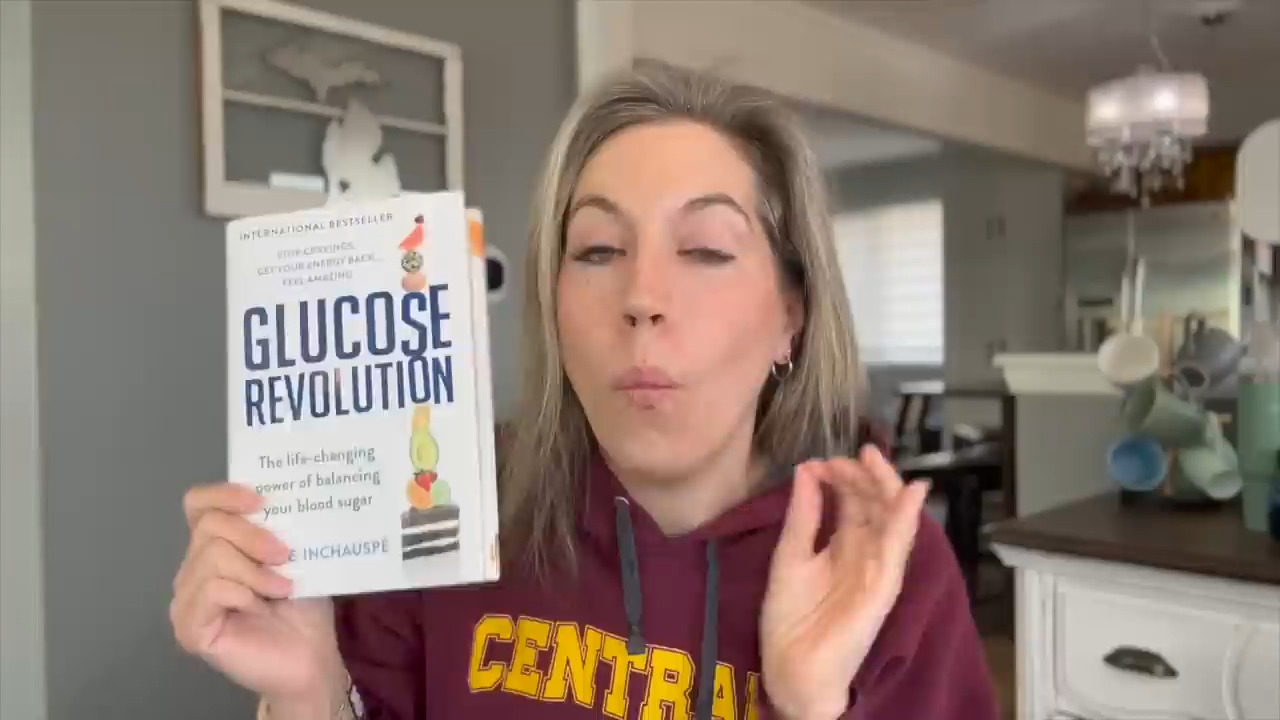 INTERNATIONAL BESTSELLER
STOP CRAVINGS,
GET YOUR ENERGY BACK,
FEEL AMAZING
GLUCOSE
REVOLUTION
The life-changing
power of balancing
your blood sugar
E INCHAUSPÉ
CENTRAL